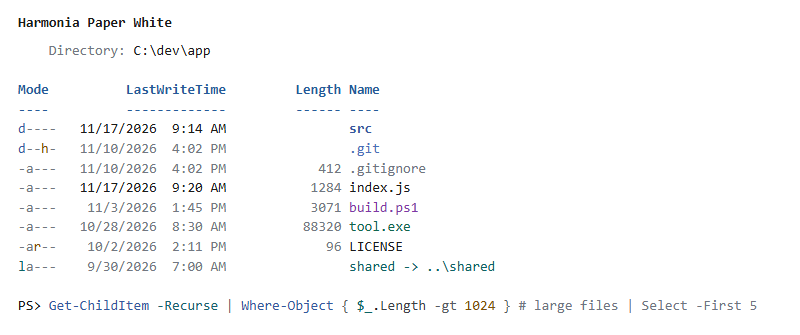 Harmonia Paper White
Directory: C:\dev\app
Mode LastWriteTime Length Name
---- ------------- ------ ----
d---- 11/17/2026 9:14 AM src
d--h- 11/10/2026 4:02 PM .git
-a--- 11/10/2026 4:02 PM 412 .gitignore
-a--- 11/17/2026 9:20 AM 1284 index.js
-a--- 11/3/2026 1:45 PM 3071 build.ps1
-a--- 10/28/2026 8:30 AM 88320 tool.exe
-ar-- 10/2/2026 2:11 PM 96 LICENSE
la--- 9/30/2026 7:00 AM shared -> ..\shared
PS> Get-ChildItem -Recurse | Where-Object { $_.Length -gt 1024 } # large files | Select -First 5